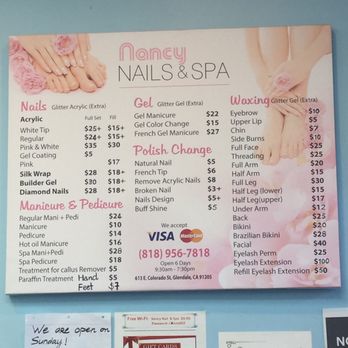 Nancy
NAILS & SPA
Nails Glitter Acrylic (Extra)
Acrylic Full Set Fill
White Tip $25+ $15+
Regular $24+ $15+
Pink & White $35 $30
Gel Coating $5
Pink $17
Silk Wrap $28 $18+
Builder Gel $30 $18+
Diamond Nails $28 $18+
Manicure & Pedicure
Regular Mani+Pedi $24
Manicure $10
Pedicure $14
Hot oil Manicure $16
Spa Mani+Pedi $28
Spa Pedicure $18
Treatment for callus Remover $5
Paraffin Treatment Hand $5
Feet $7
Gel Glitter Gel (Extra)
Gel Manicure $22
Gel Color Change $15
French Gel Manicure $27
Polish Change
Natural Nail $5
French Tip $6
Remove Acrylic Nails $8
Broken Nail $3+
Nails Design $5+
Buff Shine $5
We accept
VISA MasterCard
(818) 956-7818
Open 6 Days
9:30am - 7:30pm
613 E. Colorado St, Glendale, CA 91205
Waxing Glitter Gel (Extra)
Eyebrow $10
Upper Lip $5
Chin $7
Side Burns $10
Full Face $25
Threading $25
Full Arm $20
Half Arm $15
Full Leg $30
Half Leg (lower) $15
Half Leg(upper) $17
Under Arm $12
Back $25
Bikini $20
Brazilian Bikini $28
Facial $40
Eyelash Perm $25
Eyelash Extension $100
Refill Eyelash Extension $50
We are open on
Sunday!
Free Wi-Fi
GIFT CARDS
NO